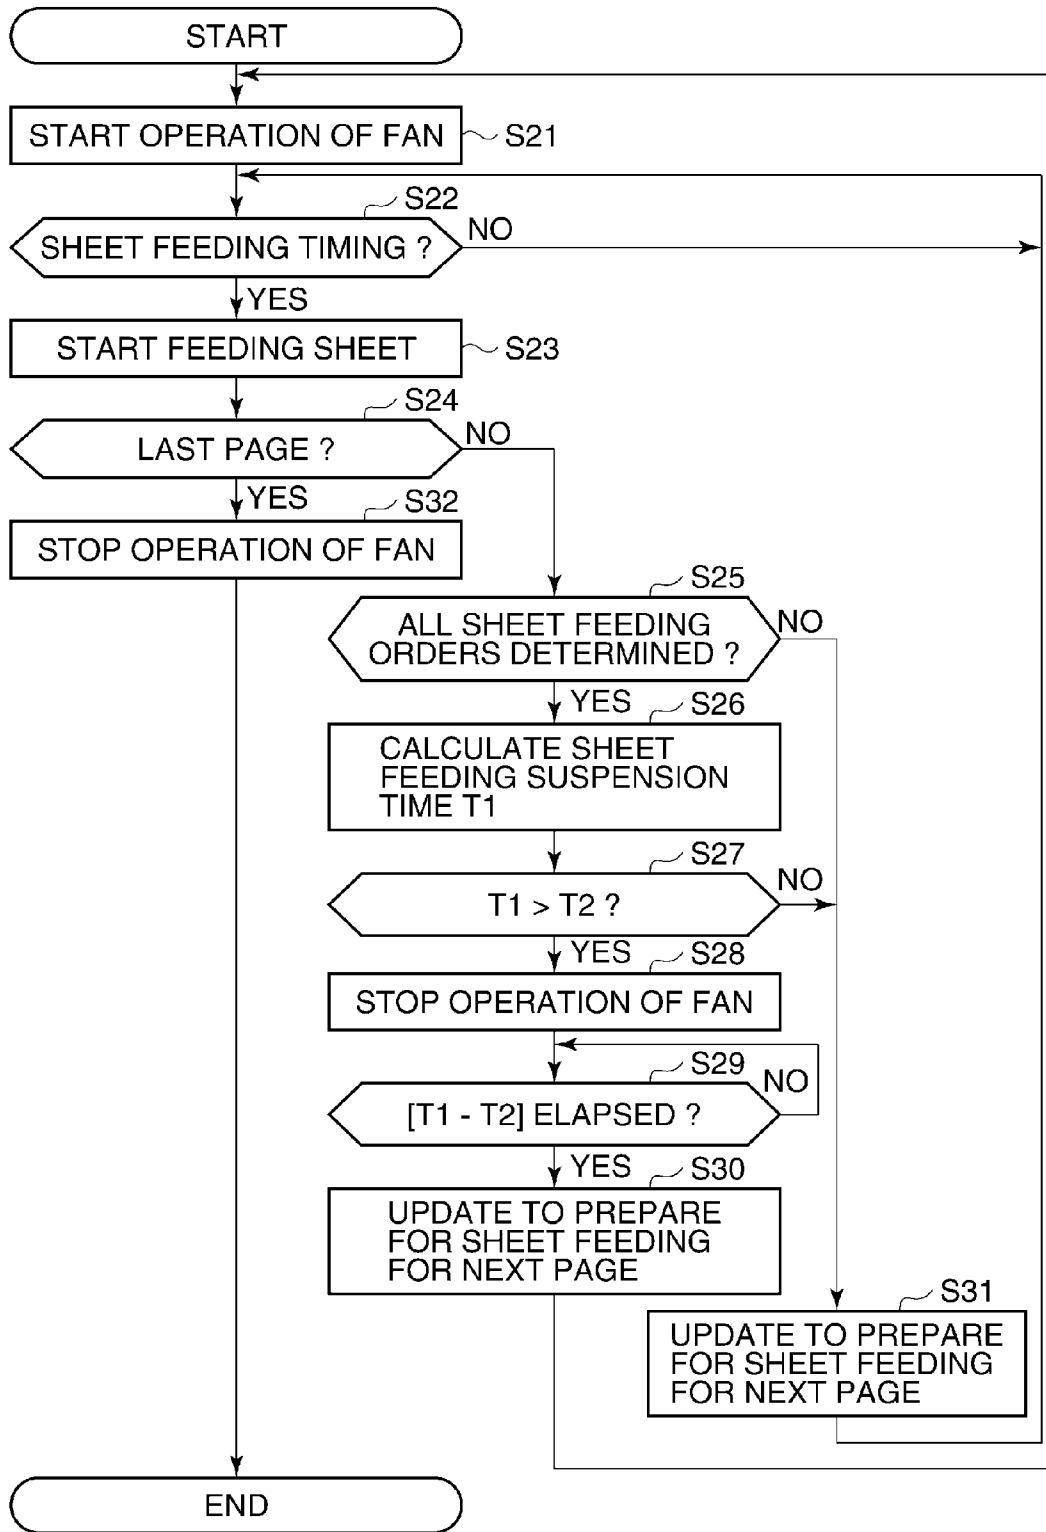 START
START OPERATION OF FAN
S21
S22
SHEET FEEDING TIMING ?
NO
YES
START FEEDING SHEET
S23
S24
LAST PAGE ?
NO
YES
S32
STOP OPERATION OF FAN
S25
ALL SHEET FEEDING
ORDERS DETERMINED ?
NO
YES
S26
CALCULATE SHEET
FEEDING SUSPENSION
TIME T1
S27
T1 > T2 ?
NO
YES
S28
STOP OPERATION OF FAN
S29
[T1 - T2] ELAPSED ?
NO
YES
S30
UPDATE TO PREPARE
FOR SHEET FEEDING
FOR NEXT PAGE
S31
UPDATE TO PREPARE
FOR SHEET FEEDING
FOR NEXT PAGE
END